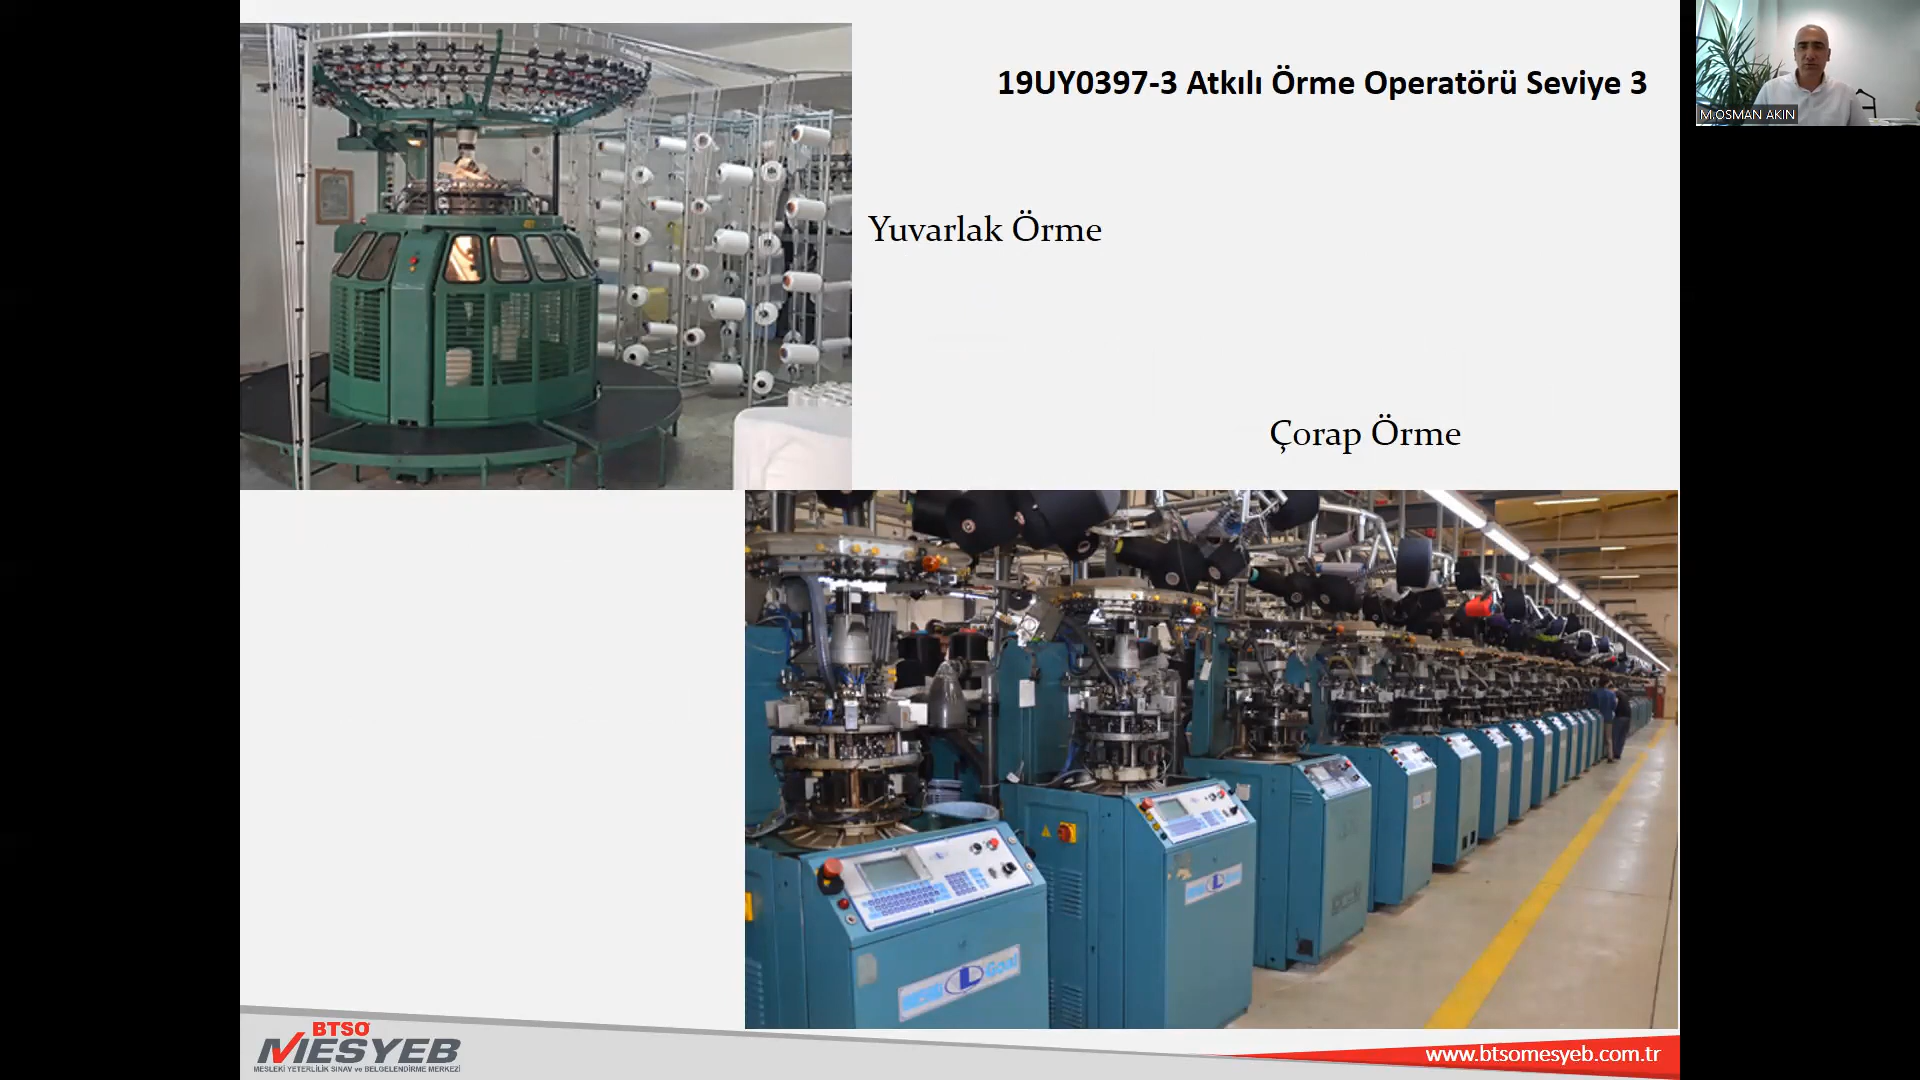 19UY0397-3 Atkılı Örme Operatörü Seviye 3
M.OSMAN AKIN
Yuvarlak Örme
Çorap Örme
Goal
BTSO
MESYEB
MESLEKİ YETERLİLİK SINAV ve BELGELENDİRME MERKEZİ
www.btsomesyeb.com.tr